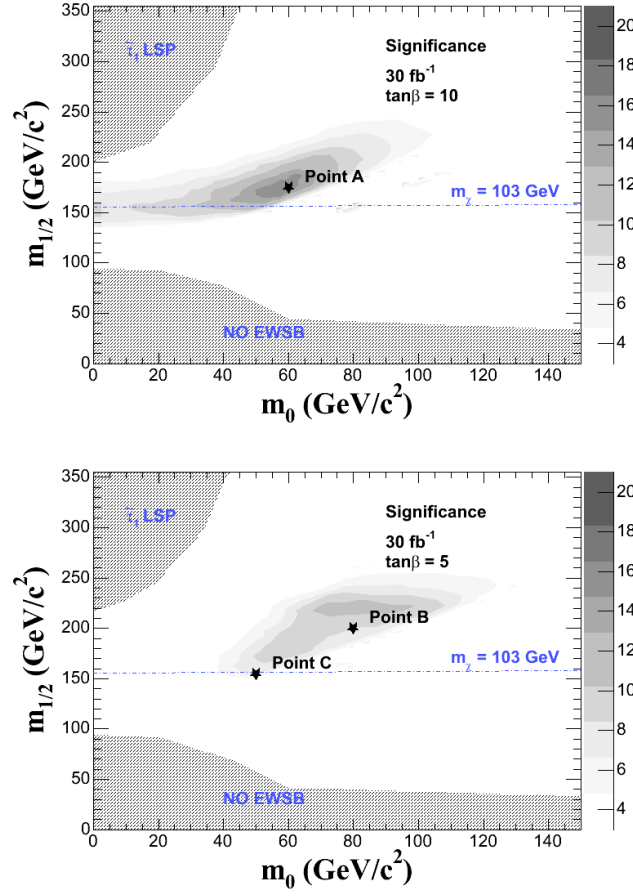 350
300
250
200
150
100
50
0
m1/2 (GeV/c2)
τ̃1 LSP
Significance
30 fb-1
tanβ = 10
Point A
mχ = 103 GeV
NO EWSB
0 20 40 60 80 100 120 140
m0 (GeV/c2)
20
18
16
14
12
10
8
6
4
350
300
250
200
150
100
50
0
m1/2 (GeV/c2)
τ̃1 LSP
Significance
30 fb-1
tanβ = 5
Point B
Point C
mχ = 103 GeV
NO EWSB
0 20 40 60 80 100 120 140
m0 (GeV/c2)
20
18
16
14
12
10
8
6
4